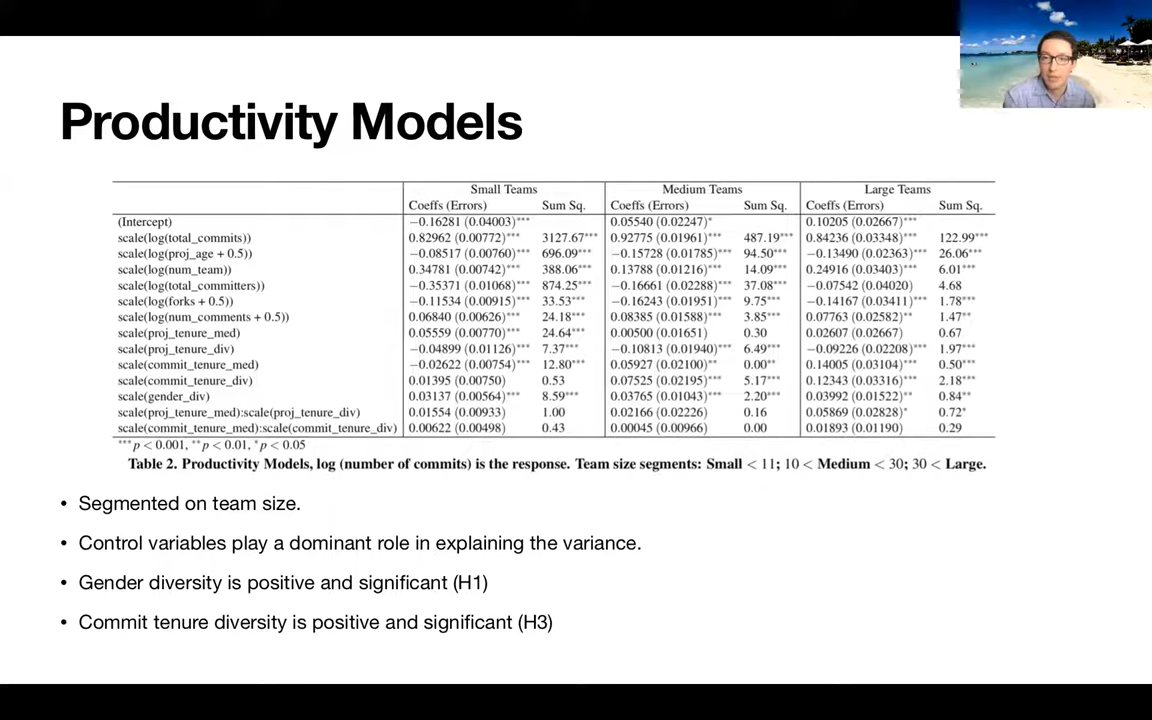 Productivity Models
Small Teams Medium Teams Large Teams
Coeffs (Errors) Sum Sq. Coeffs (Errors) Sum Sq. Coeffs (Errors) Sum Sq.
(Intercept) −0.16281 (0.04003)*** 0.05540 (0.02247)* 0.10205 (0.02667)***
scale(log(total_commits)) 0.82962 (0.00772)*** 3127.67*** 0.92775 (0.01961)*** 487.19*** 0.84236 (0.03348)*** 122.99***
scale(log(proj_age + 0.5)) −0.08517 (0.00760)*** 696.09*** −0.15728 (0.01785)*** 94.50*** −0.13490 (0.02363)*** 26.06***
scale(log(num_team)) 0.34781 (0.00742)*** 388.06*** 0.13788 (0.01216)*** 14.09*** 0.24916 (0.03403)*** 6.01***
scale(log(total_committers)) −0.35371 (0.01068)*** 874.25*** −0.16661 (0.02288)*** 37.08*** −0.07542 (0.04020) 4.68
scale(log(forks + 0.5)) −0.11534 (0.00915)*** 33.53*** −0.16243 (0.01951)*** 9.75*** −0.14167 (0.03411)*** 1.78***
scale(log(num_comments + 0.5)) 0.06840 (0.00626)*** 24.18*** 0.08385 (0.01588)*** 3.85*** 0.07763 (0.02582)** 1.47**
scale(proj_tenure_med) 0.05559 (0.00770)*** 24.64*** 0.00500 (0.01651) 0.30 0.02607 (0.02667) 0.67
scale(proj_tenure_div) −0.04899 (0.01126)*** 7.37*** −0.10813 (0.01940)*** 6.49*** −0.09226 (0.02208)*** 1.97***
scale(commit_tenure_med) −0.02622 (0.00754)*** 12.80*** 0.05927 (0.02100)** 0.00** 0.14005 (0.03104)*** 0.50***
scale(commit_tenure_div) 0.01395 (0.00750) 0.53 0.07525 (0.02195)*** 5.17*** 0.12343 (0.03316)*** 2.18***
scale(gender_div) 0.03137 (0.00564)*** 8.59*** 0.03765 (0.01043)*** 2.20*** 0.03992 (0.01522)** 0.84**
scale(proj_tenure_med):scale(proj_tenure_div) 0.01554 (0.00933) 1.00 0.02166 (0.02226) 0.16 0.05869 (0.02828)* 0.72*
scale(commit_tenure_med):scale(commit_tenure_div) 0.00622 (0.00498) 0.43 0.00045 (0.00966) 0.00 0.01893 (0.01190) 0.29
***p < 0.001, **p < 0.01, *p < 0.05
Table 2. Productivity Models, log (number of commits) is the response. Team size segments: Small < 11; 10 < Medium < 30; 30 < Large.
• Segmented on team size.
• Control variables play a dominant role in explaining the variance.
• Gender diversity is positive and significant (H1)
• Commit tenure diversity is positive and significant (H3)